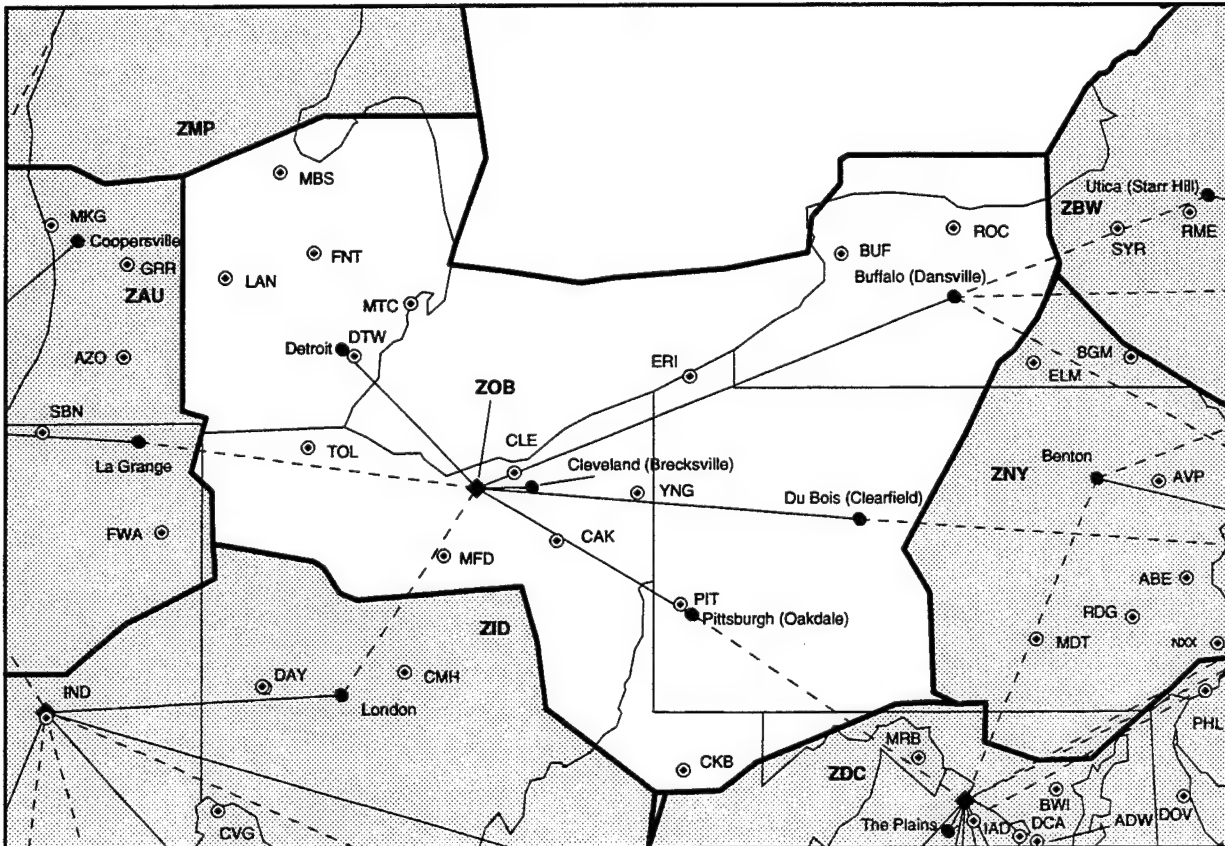 ZMP
MBS
MKG
Coopersville
GRR
ZAU
LAN
FNT
MTC
Detroit
DTW
AZO
SBN
La Grange
TOL
FWA
ZBW
Utica (Starr Hill)
RME
SYR
ROC
BUF
Buffalo (Dansville)
ERI
BGM
ELM
ZOB
CLE
Cleveland (Brecksville)
YNG
Du Bois (Clearfield)
ZNY
Benton
AVP
CAK
MFD
ABE
PIT
Pittsburgh (Oakdale)
RDG
MDT
NXX
ZID
IND
DAY
CMH
London
PHL
CKB
MRB
ZDC
CVG
The Plains
IAD
DCA
BWI
ADW
DOV